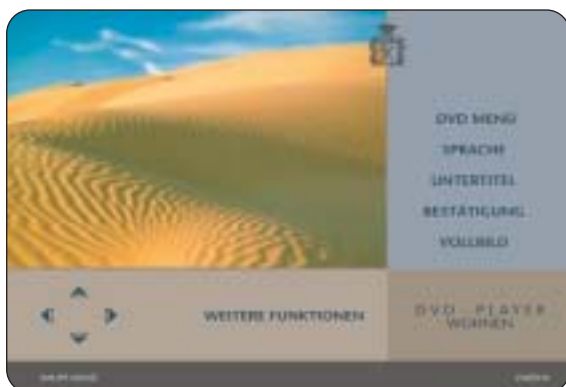 DVD MENÜ
SPRACHE
UNTERTITEL
BESTÄTIGUNG
VOLLBILD
WEITERE FUNKTIONEN
DVD - PLAYER
WOHNEN